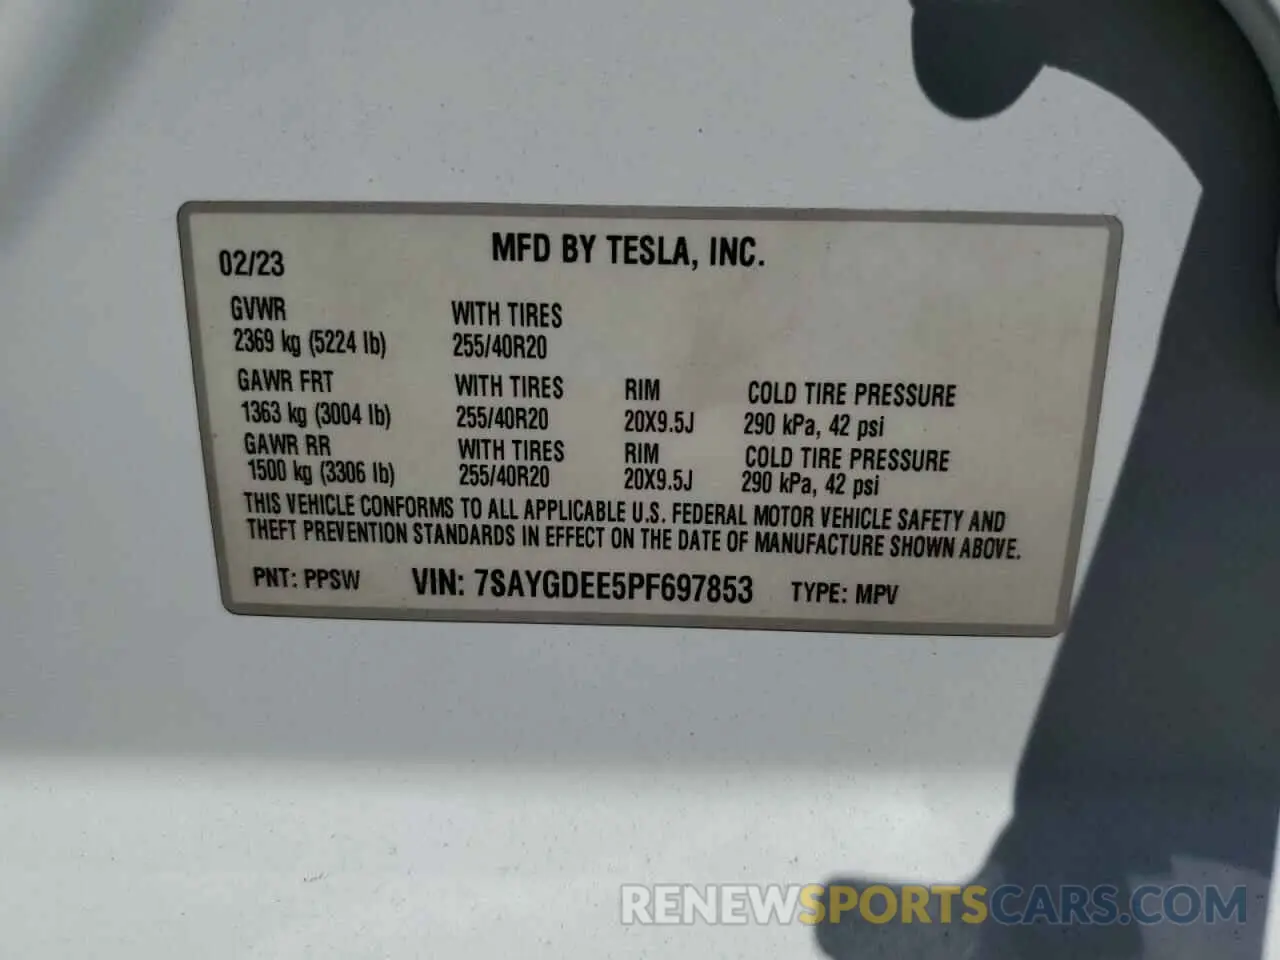 MFD BY TESLA, INC.
02/23
GVWR WITH TIRES
2369 kg (5224 lb) 255/40R20
GAWR FRT WITH TIRES RIM COLD TIRE PRESSURE
1363 kg (3004 lb) 255/40R20 20X9.5J 290 kPa, 42 psi
GAWR RR WITH TIRES RIM COLD TIRE PRESSURE
1500 kg (3306 lb) 255/40R20 20X9.5J 290 kPa, 42 psi
THIS VEHICLE CONFORMS TO ALL APPLICABLE U.S. FEDERAL MOTOR VEHICLE SAFETY AND
THEFT PREVENTION STANDARDS IN EFFECT ON THE DATE OF MANUFACTURE SHOWN ABOVE.
PNT: PPSW VIN: 7SAYGDEE5PF697853 TYPE: MPV
RENEWSPORTSCARS.COM